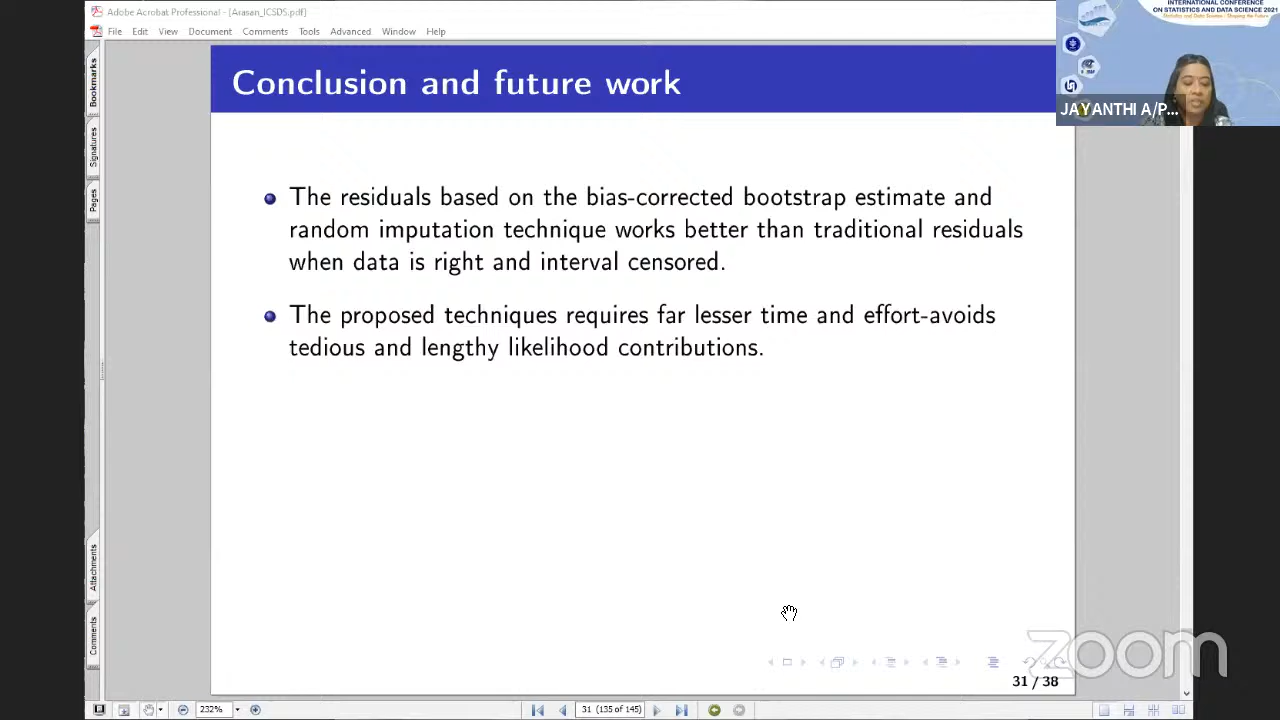 Adobe Acrobat Professional - [Arasan_ICSDS.pdf]
File Edit View Document Comments Tools Advanced Window Help
INTERNATIONAL CONFERENCE
ON STATISTICS AND DATA SCIENCE 2021
JAYANTHI A/P...
Bookmarks
Signatures
Pages
Attachments
Comments
Conclusion and future work
The residuals based on the bias-corrected bootstrap estimate and
random imputation technique works better than traditional residuals
when data is right and interval censored.
The proposed techniques requires far lesser time and effort-avoids
tedious and lengthy likelihood contributions.
31 / 38
zoom
232%
31 (135 of 145)